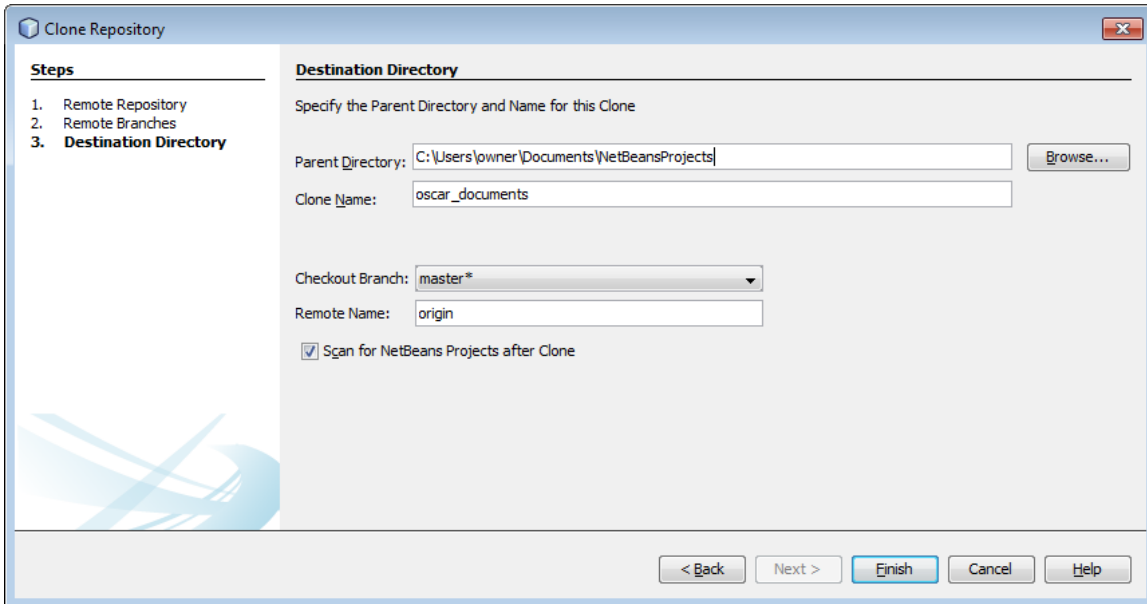 Clone Repository
Steps
1. Remote Repository
2. Remote Branches
3. Destination Directory
Destination Directory
Specify the Parent Directory and Name for this Clone
Parent Directory: C:\Users\owner\Documents\NetBeansProjects Browse...
Clone Name: oscar_documents
Checkout Branch: master*
Remote Name: origin
Scan for NetBeans Projects after Clone
< Back Next > Finish Cancel Help